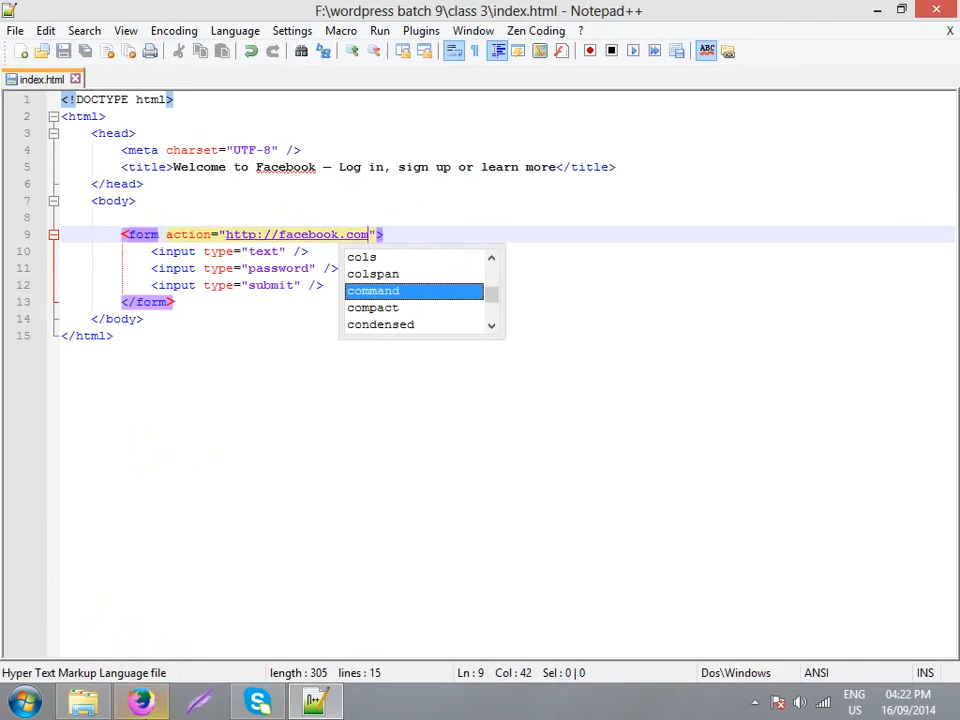 F:\wordpress batch 9\class 3\index.html - Notepad++
File Edit Search View Encoding Language Settings Macro Run Plugins Window Zen Coding ? X
index.html
1 <!DOCTYPE html>
2 <html>
3 <head>
4 <meta charset="UTF-8" />
5 <title>Welcome to Facebook — Log in, sign up or learn more</title>
6 </head>
7 <body>
8
9 <form action="http://facebook.com">
10 <input type="text" />
11 <input type="password" />
12 <input type="submit" />
13 </form>
14 </body>
15 </html>
cols
colspan
command
compact
condensed
Hyper Text Markup Language file length : 305 lines : 15 Ln : 9 Col : 42 Sel : 0 | 0 Dos\Windows ANSI INS
ENG 04:22 PM
US 16/09/2014